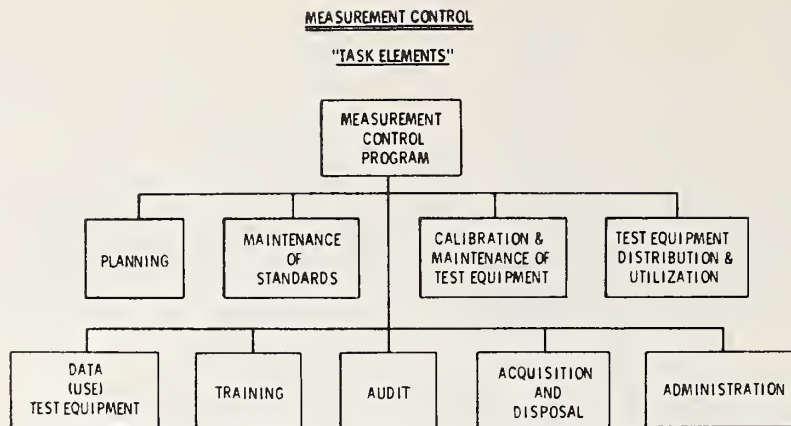 MEASUREMENT CONTROL
"TASK ELEMENTS"
MEASUREMENT
CONTROL
PROGRAM
PLANNING
MAINTENANCE
OF
STANDARDS
CALIBRATION &
MAINTENANCE OF
TEST EQUIPMENT
TEST EQUIPMENT
DISTRIBUTION &
UTILIZATION
DATA
(USE)
TEST EQUIPMENT
TRAINING
AUDIT
ACQUISITION
AND
DISPOSAL
ADMINISTRATION